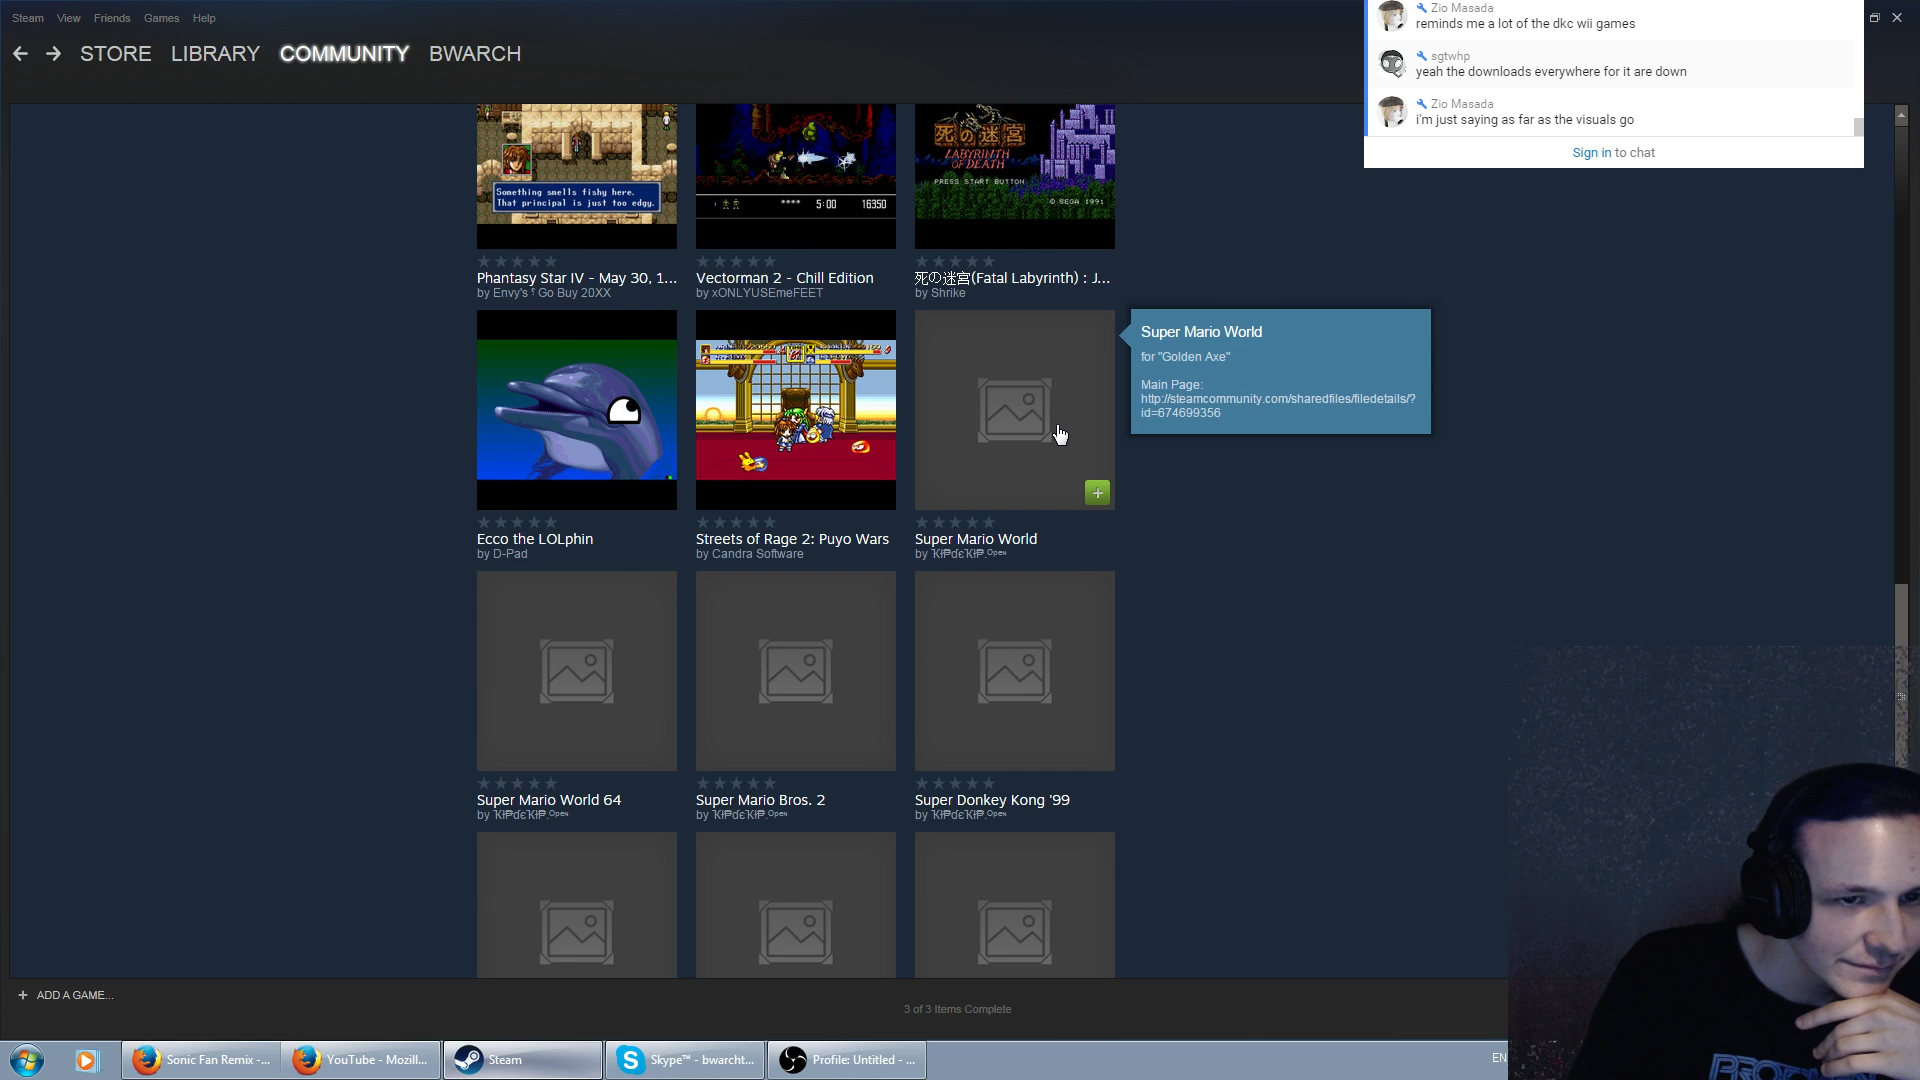 Steam View Friends Games Help
STORE LIBRARY COMMUNITY BWARCH
Zio Masada
reminds me a lot of the dkc wii games
sgtwhp
yeah the downloads everywhere for it are down
Zio Masada
i'm just saying as far as the visuals go
Sign in to chat
Something smells fishy here.
That principal is just too edgy.
**** 5:00 16350
死の迷宮
LABYRINTH
OF DEATH
PRESS START BUTTON
© SEGA 1991
Phantasy Star IV - May 30, 1...
by Envy's ␦ Go Buy 20XX
Vectorman 2 - Chill Edition
by xONLYUSEmeFEET
死の迷宮(Fatal Labyrinth) : J...
by Shrike
Super Mario World
for "Golden Axe"
Main Page:
http://steamcommunity.com/sharedfiles/filedetails/?
id=674699356
Ecco the LOLphin
by D-Pad
Streets of Rage 2: Puyo Wars
by Candra Software
Super Mario World
by
Super Mario World 64
by
Super Mario Bros. 2
by
Super Donkey Kong '99
by
+ ADD A GAME...
3 of 3 Items Complete
Sonic Fan Remix -...
YouTube - Mozill...
Steam
Skype™ - bwarcht...
Profile: Untitled - ...
EN